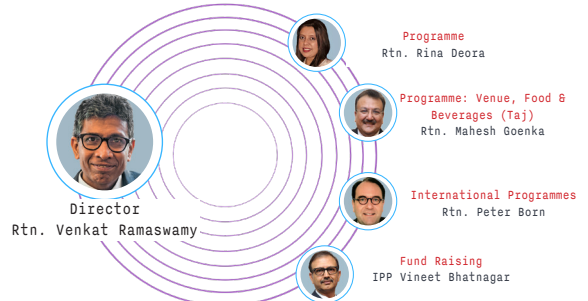 Programme
Rtn. Rina Deora
Programme: Venue, Food &
Beverages (Taj)
Rtn. Mahesh Goenka
Director
Rtn. Venkat Ramaswamy
International Programmes
Rtn. Peter Born
Fund Raising
IPP Vineet Bhatnagar